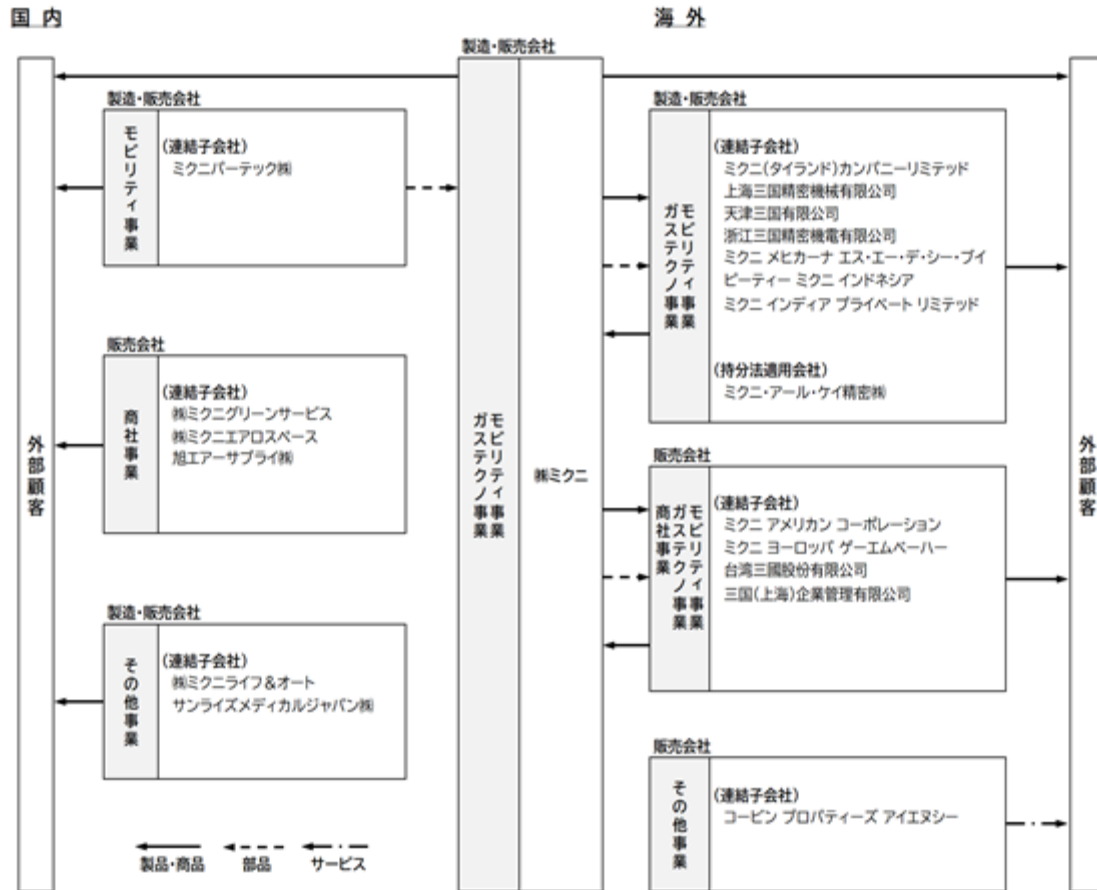 国 内
海 外
外部顧客
製造・販売会社
モビリティ事業
(連結子会社)
ミクニパーテック㈱
販売会社
商社事業
(連結子会社)
㈱ミクニグリーンサービス
㈱ミクニエアロスペース
旭エアーサプライ㈱
製造・販売会社
その他事業
(連結子会社)
㈱ミクニライフ&オート
サンライズメディカルジャパン㈱
製品・商品
部品
サービス
製造・販売会社
モビリティ事業
ガステクノ事業
㈱ミクニ
製造・販売会社
モビリティ事業
ガステクノ事業
(連結子会社)
ミクニ(タイランド)カンパニーリミテッド
上海三国精密機械有限公司
天津三国有限公司
浙江三国精密機電有限公司
ミクニ メヒカーナ エス・エー・デ・シー・ブイ
ピーティー ミクニ インドネシア
ミクニ インディア プライベート リミテッド
(持分法適用会社)
ミクニ・アール・ケイ精密㈱
販売会社
モビリティ事業
ガステクノ事業
商社事業
(連結子会社)
ミクニ アメリカン コーポレーション
ミクニ ヨーロッパ ゲーエムベーハー
台湾三國股份有限公司
三国(上海)企業管理有限公司
販売会社
その他事業
(連結子会社)
コービン プロパティーズ アイエヌシー
外部顧客